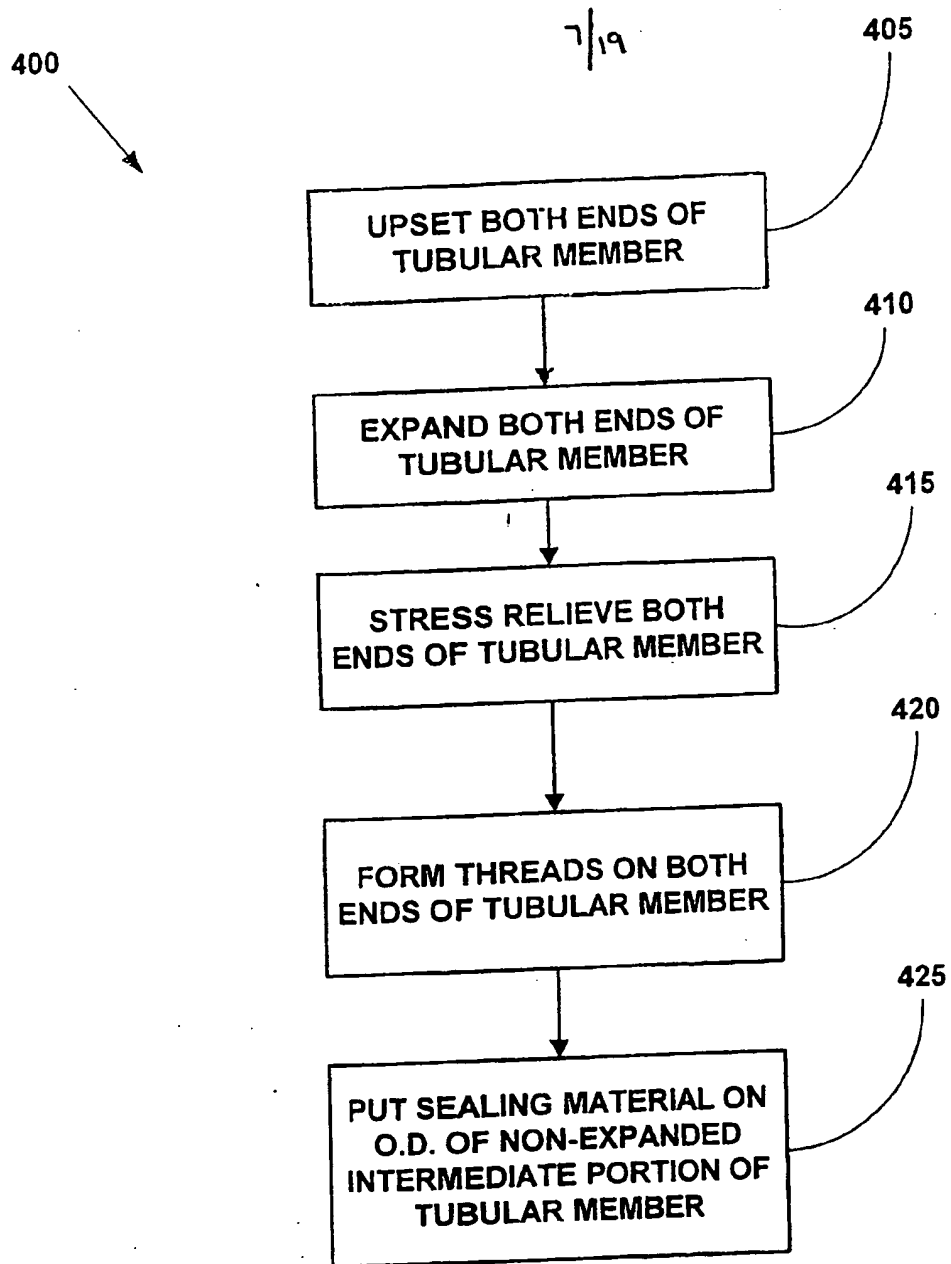 7/19
400
405
UPSET BOTH ENDS OF
TUBULAR MEMBER
410
EXPAND BOTH ENDS OF
TUBULAR MEMBER
415
STRESS RELIEVE BOTH
ENDS OF TUBULAR MEMBER
420
FORM THREADS ON BOTH
ENDS OF TUBULAR MEMBER
425
PUT SEALING MATERIAL ON
O.D. OF NON-EXPANDED
INTERMEDIATE PORTION OF
TUBULAR MEMBER